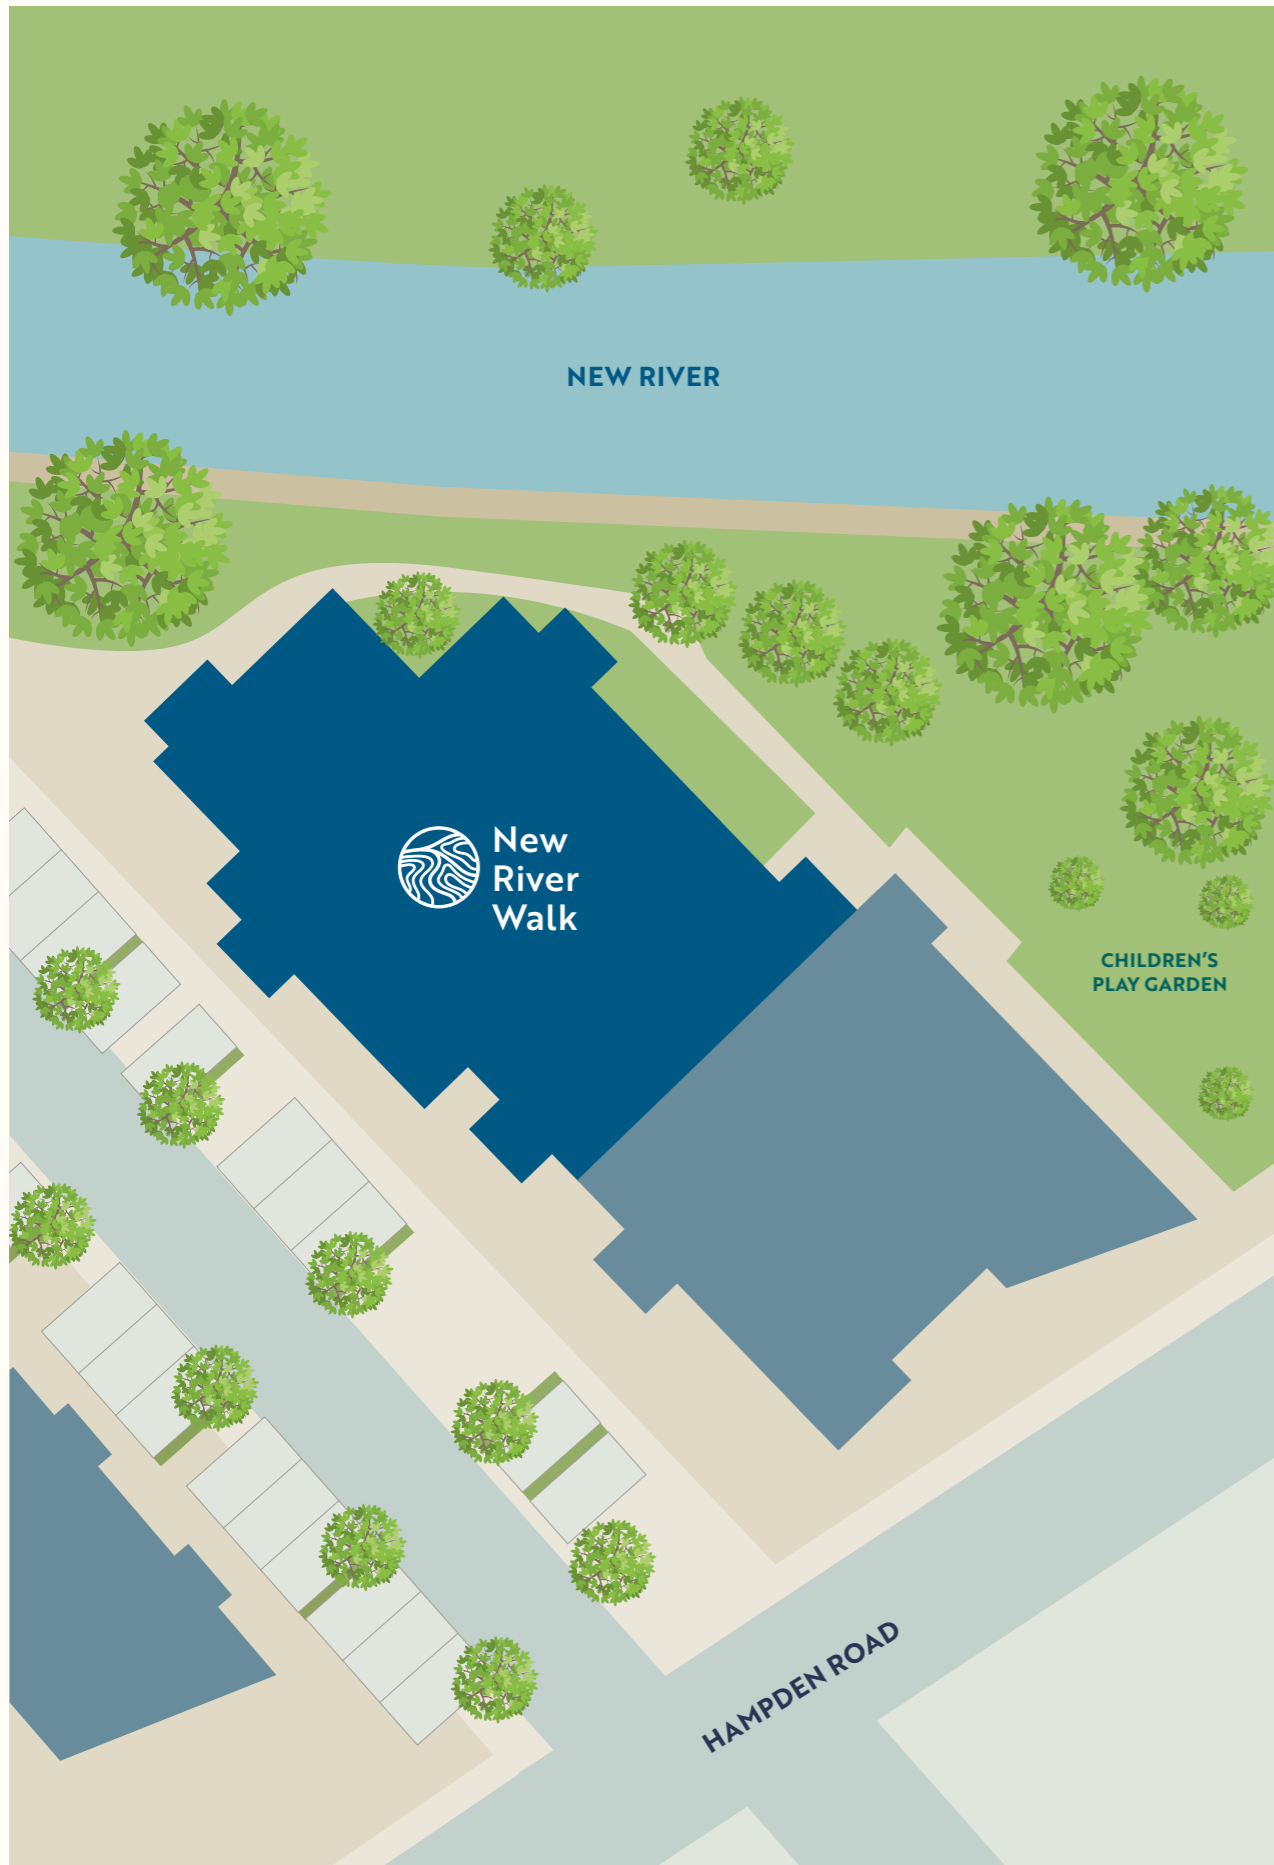 NEW RIVER
New
River
Walk
CHILDREN’S
PLAY GARDEN
HAMPDEN ROAD